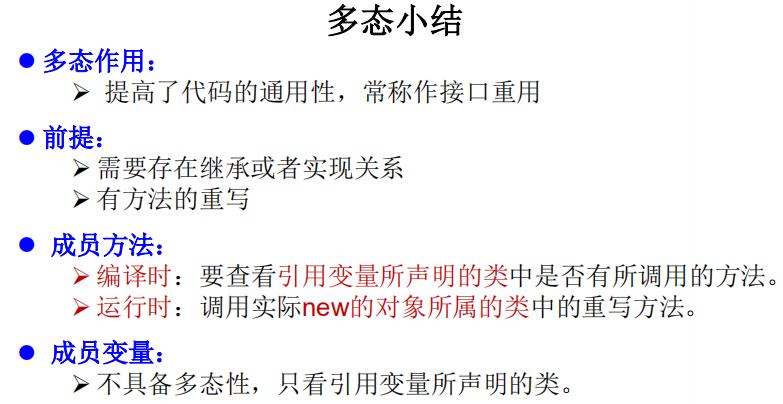 多态小结
多态作用：
提高了代码的通用性，常称作接口重用
前提：
需要存在继承或者实现关系
有方法的重写
成员方法：
编译时：要查看引用变量所声明的类中是否有所调用的方法。
运行时：调用实际new的对象所属的类中的重写方法。
成员变量：
不具备多态性，只看引用变量所声明的类。